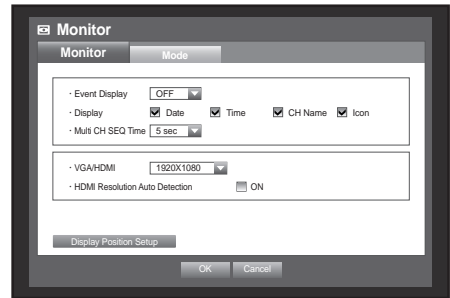 Monitor
Monitor Mode
· Event Display OFF
· Display Date Time CH Name Icon
· Multi CH SEQ Time 5 sec
· VGA/HDMI 1920X1080
· HDMI Resolution Auto Detection ON
Display Position Setup
OK Cancel